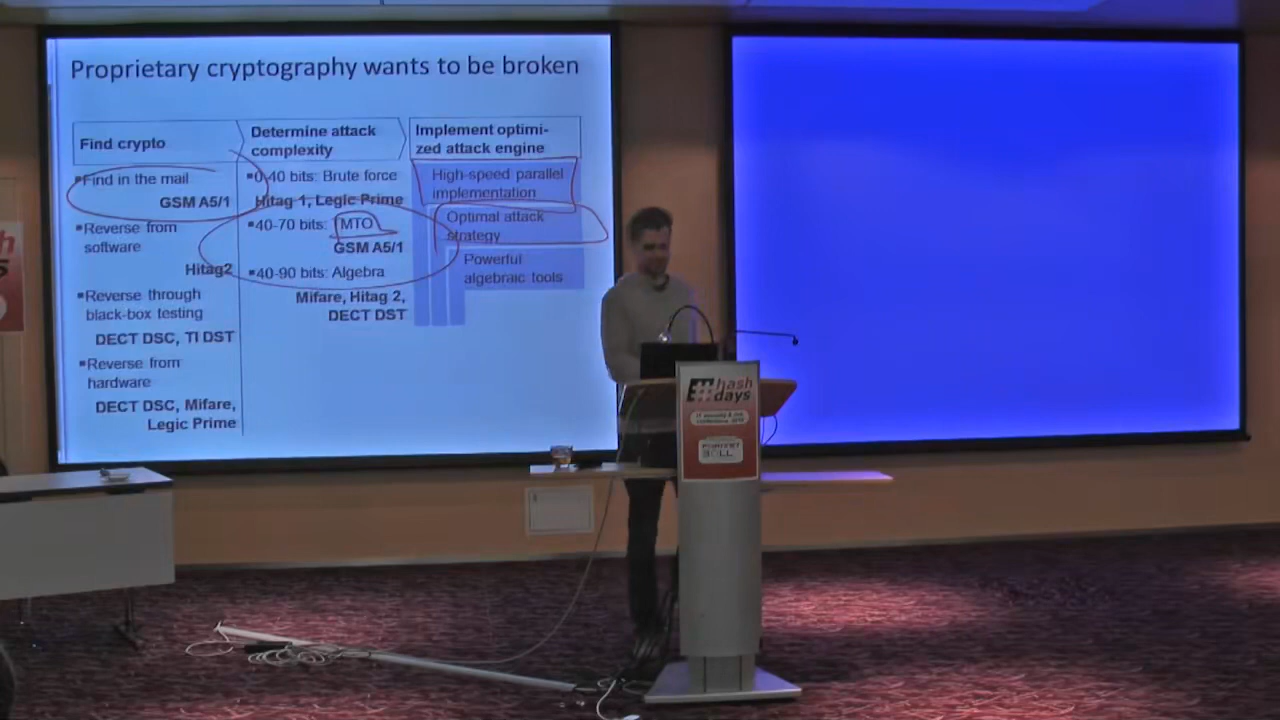 Proprietary cryptography wants to be broken
Find crypto
▪Find in the mail
GSM A5/1
▪Reverse from
software
Hitag2
▪Reverse through
black-box testing
DECT DSC, TI DST
▪Reverse from
hardware
DECT DSC, Mifare,
Legic Prime
Determine attack
complexity
▪0-40 bits: Brute force
Hitag 1, Legic Prime
▪40-70 bits: MTO
GSM A5/1
▪40-90 bits: Algebra
Mifare, Hitag 2,
DECT DST
Implement optimi-
zed attack engine
High-speed parallel
implementation
Optimal attack
strategy
Powerful
algebraic tools
#hash
days